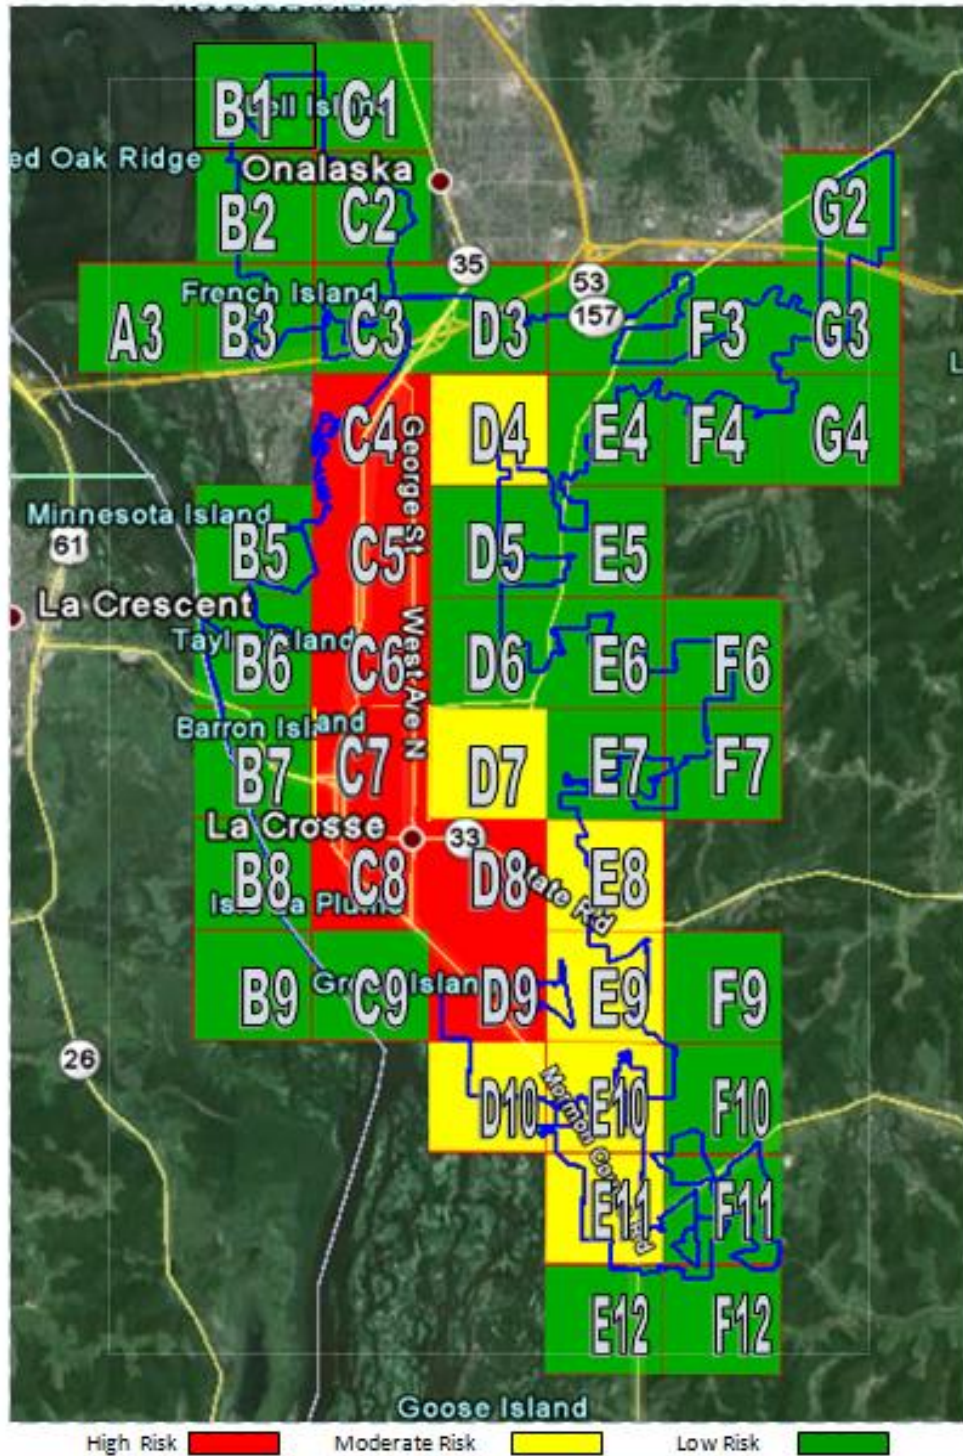 B1
C1
ell Isl
ed Oak Ridge
Onalaska
B2
C2
G2
35
53
157
French Island
A3
B3
C3
D3
F3
G3
C4
George St
D4
E4
F4
G4
Minnesota Island
61
B5
C5
D5
E5
La Crescent
West Ave N
B6
C6
D6
E6
F6
Barron Island
B7
C7
D7
E7
F7
La Crosse
33
B8
C8
D8
E8
26
B9
C9
D9
E9
F9
D10
E10
F10
E11
F11
E12
F12
Goose Island
High Risk
Moderate Risk
Low Risk